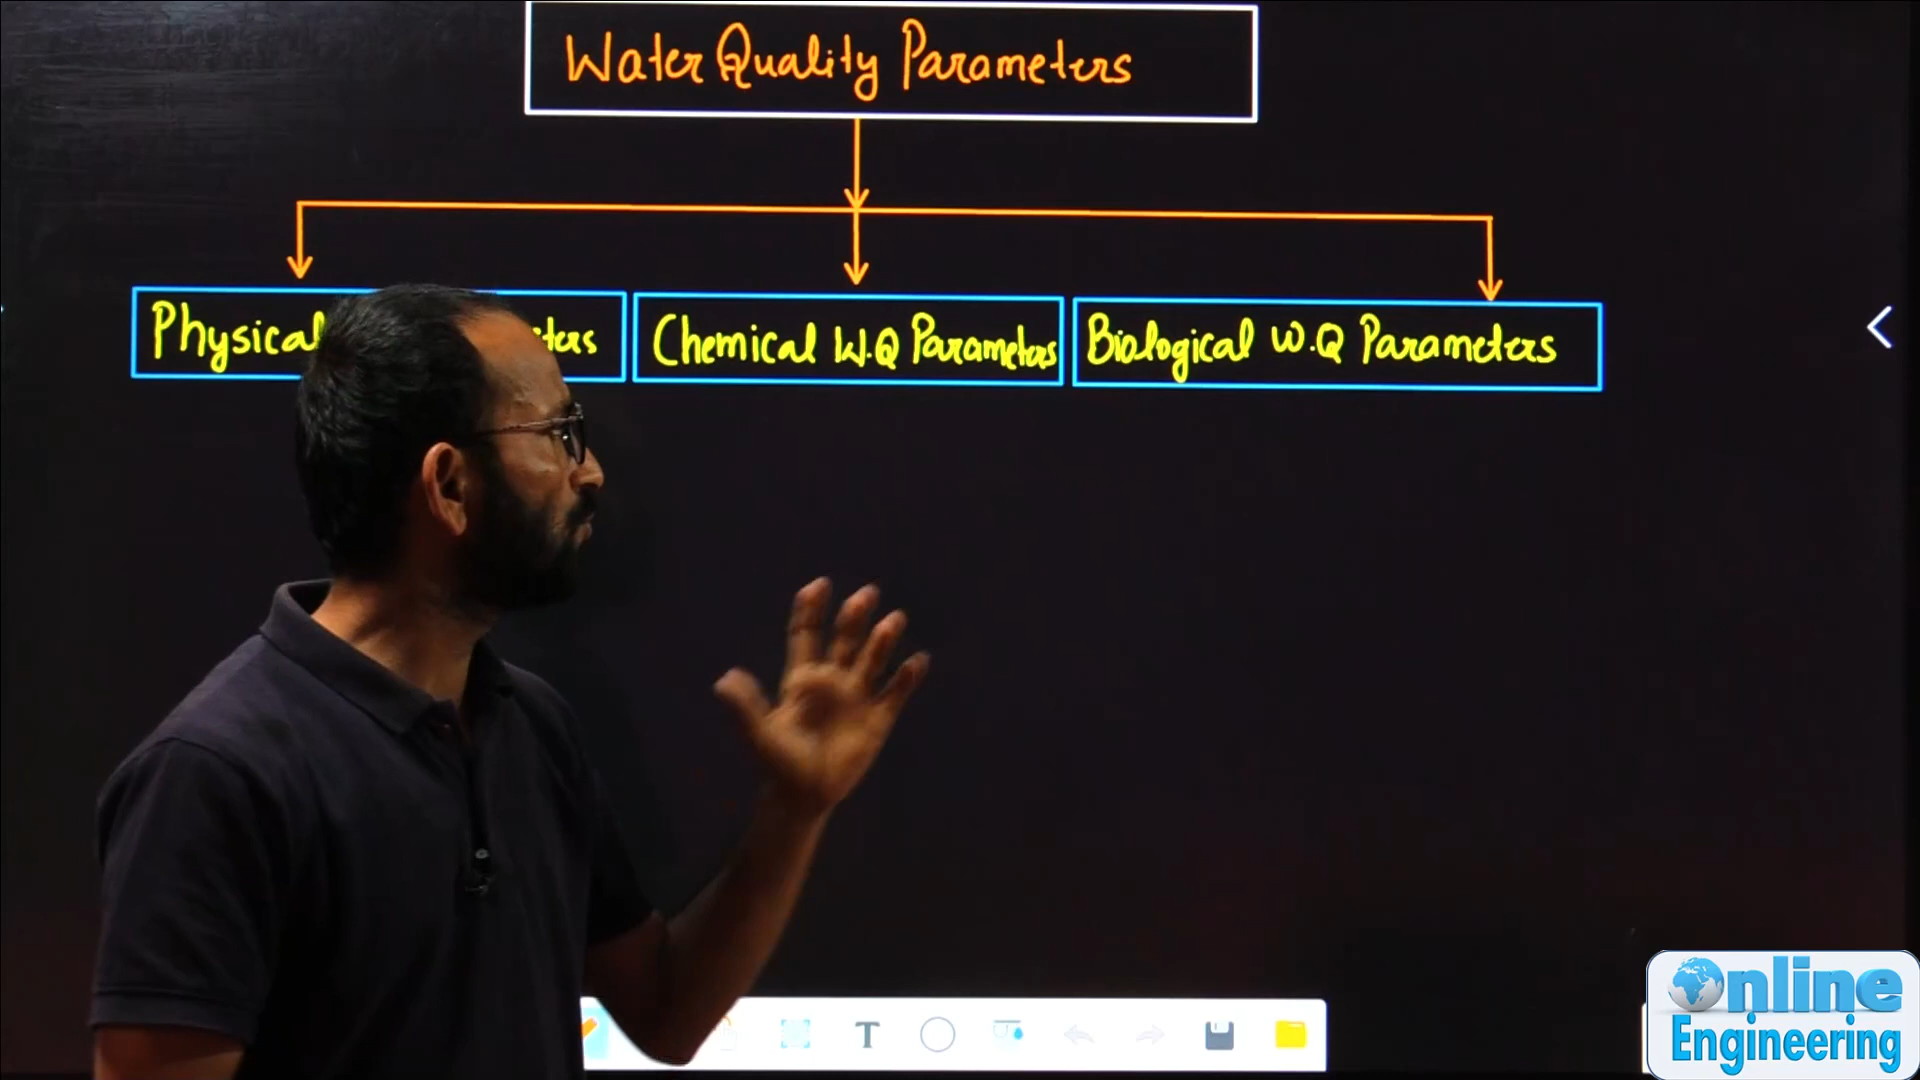 Water Quality Parameters
Physical
Chemical W.Q Parameters
Biological W.Q Parameters
T
Online
Engineering